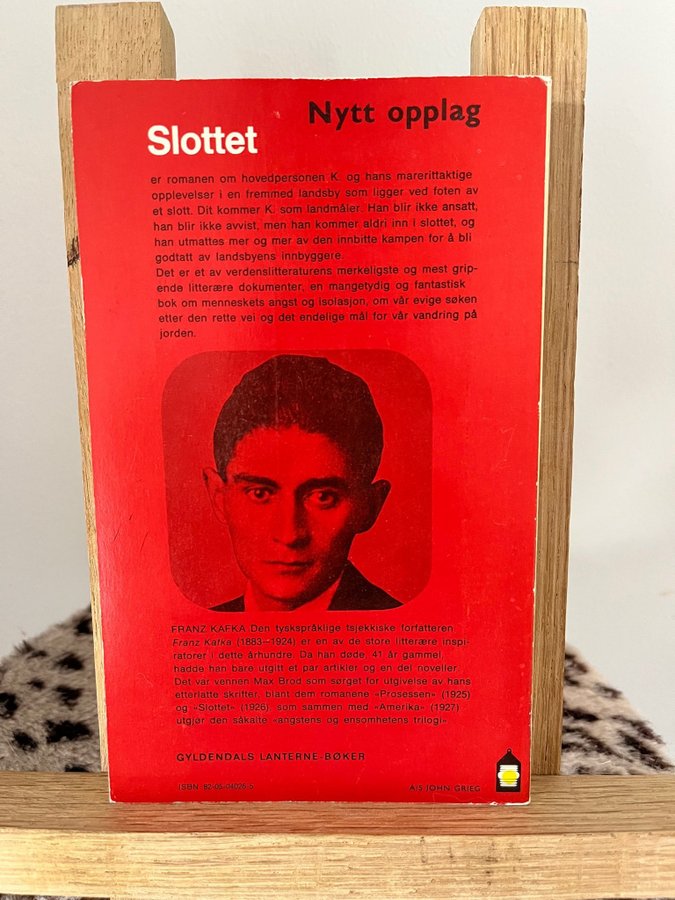 Nytt opplag
Slottet
er romanen om hovedpersonen K. og hans marerittaktige
opplevelser i en fremmed landsby som ligger ved foten av
et slott. Dit kommer K. som landmåler. Han blir ikke ansatt,
han blir ikke avvist, men han kommer aldri inn i slottet, og
han utmattes mer og mer av den innbitte kampen for å bli
godtatt av landsbyens innbyggere.
Det er et av verdenslitteraturens merkeligste og mest grip-
ende litterære dokumenter, en mangetydig og fantastisk
bok om menneskets angst og isolasjon, om vår evige søken
etter den rette vei og det endelige mål for vår vandring på
jorden.
FRANZ KAFKA Den tyskspråklige tsjekkiske forfatteren
Franz Kafka (1883–1924) er en av de store litterære inspi-
ratorer i dette århundre. Da han døde, 41 år gammel,
hadde han bare utgitt et par artikler og en del noveller.
Det var vennen Max Brod som sørget for utgivelse av hans
etterlatte skrifter, blant dem romanene «Prosessen» (1925)
og «Slottet» (1926), som sammen med «Amerika» (1927)
utgjør den såkalte «angstens og ensomhetens trilogi».
GYLDENDALS LANTERNE-BØKER
ISBN 82-05-04026-5
A/S JOHN GRIEG